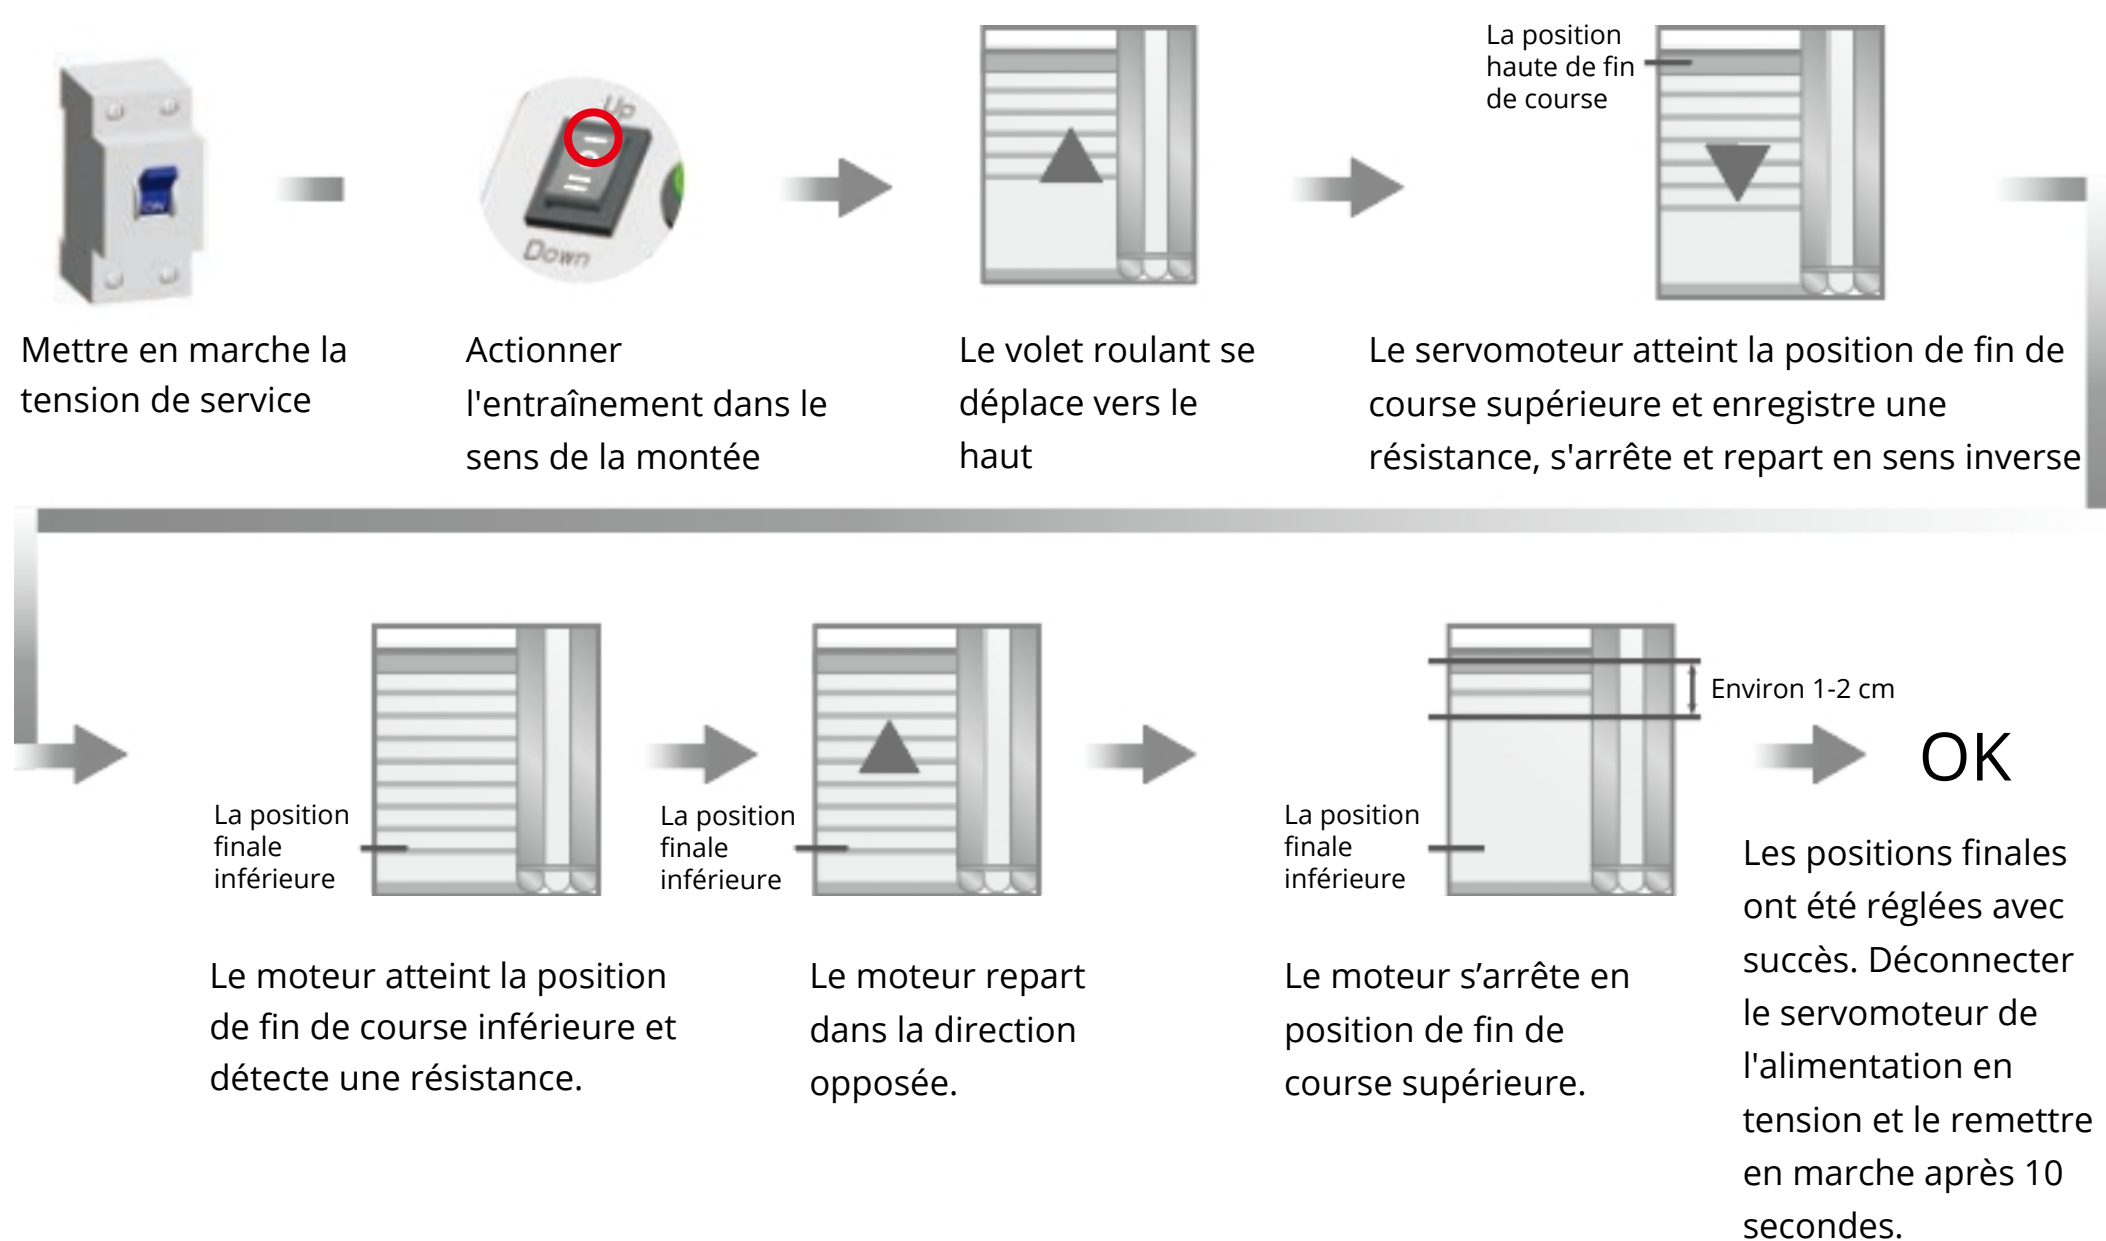 Up
Down
ON
La position
haute de fin
de course
Mettre en marche la
tension de service
Actionner
l'entraînement dans le
sens de la montée
Le volet roulant se
déplace vers le
haut
Le servomoteur atteint la position de fin de
course supérieure et enregistre une
résistance, s'arrête et repart en sens inverse
La position
finale
inférieure
La position
finale
inférieure
La position
finale
inférieure
Environ 1-2 cm
OK
Le moteur atteint la position
de fin de course inférieure et
détecte une résistance.
Le moteur repart
dans la direction
opposée.
Le moteur s’arrête en
position de fin de
course supérieure.
Les positions finales
ont été réglées avec
succès. Déconnecter
le servomoteur de
l'alimentation en
tension et le remettre
en marche après 10
secondes.